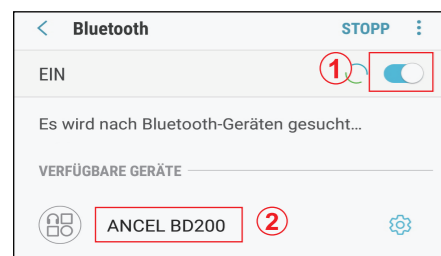 Bluetooth STOPP
EIN 1
Es wird nach Bluetooth-Geräten gesucht...
VERFÜGBARE GERÄTE
ANCEL BD200 2